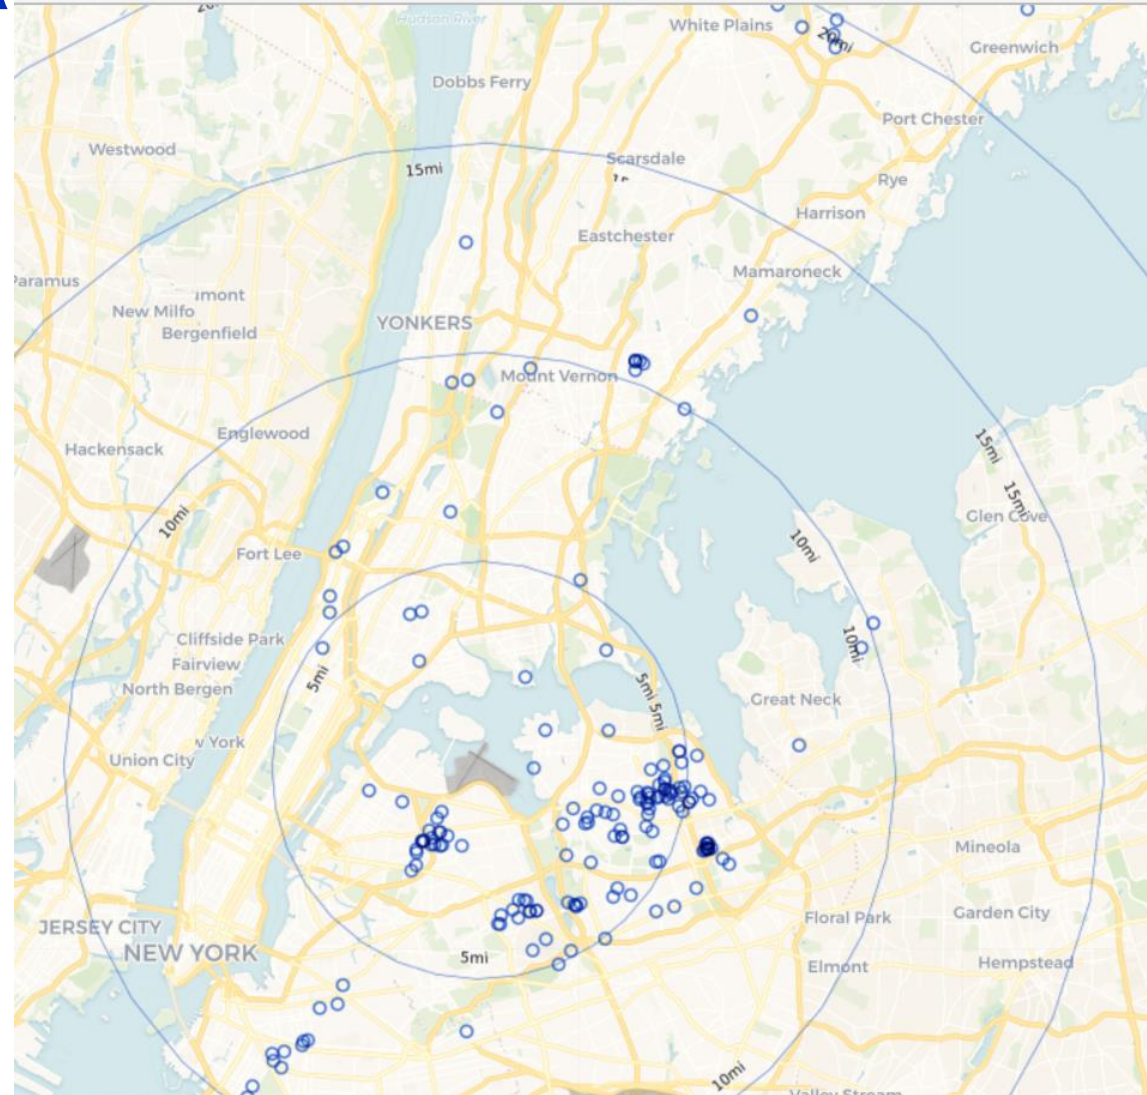 Hudson River
White Plains
20mi
Greenwich
Dobbs Ferry
Port Chester
Westwood
15mi
Scarsdale
Rye
Harrison
Eastchester
Mamaroneck
Paramus
New Milfo
Bergenfield
YONKERS
Mount Vernon
Englewood
Hackensack
15mi
15mi
Glen Cove
10mi
10mi
Fort Lee
Cliffside Park
Fairview
North Bergen
10mi
5mi
5mi
5mi
Great Neck
York
Union City
Mineola
JERSEY CITY
NEW YORK
Floral Park
Garden City
5mi
Elmont
Hempstead
10mi
Valley Stream